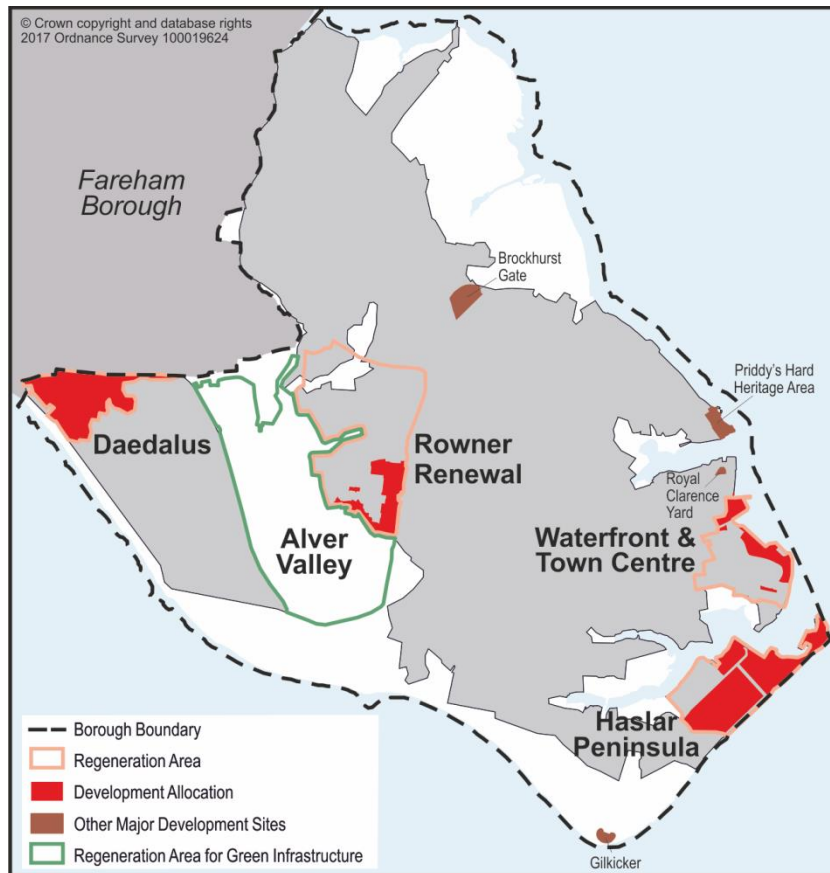 © Crown copyright and database rights
2017 Ordnance Survey 100019624
Fareham
Borough
Brockhurst
Gate
Priddy's Hard
Heritage Area
Daedalus
Rowner
Renewal
Royal
Clarence
Yard
Alver
Valley
Waterfront &
Town Centre
Haslar
Peninsula
Gilkicker
Borough Boundary
Regeneration Area
Development Allocation
Other Major Development Sites
Regeneration Area for Green Infrastructure